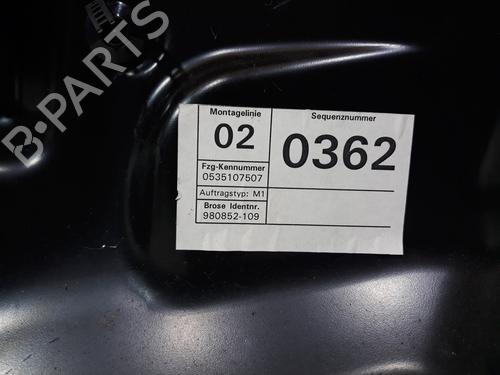 B-PARTS
Montagelinie
02
Sequenznummer
0362
Fzg-Kennummer
0535107507
Auftragstyp: M1
Brose Identnr.
980852-109